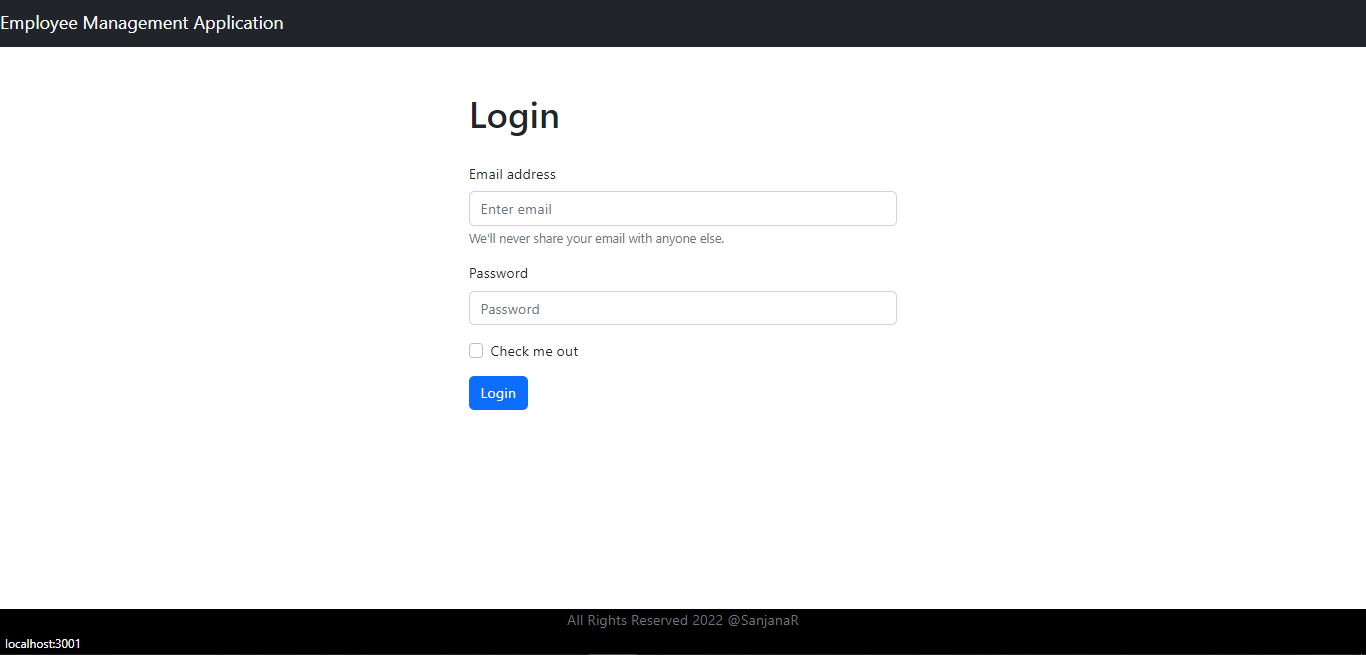 Employee Management Application
Login
Email address
Enter email
We'll never share your email with anyone else.
Password
Password
Check me out
Login
All Rights Reserved 2022 @SanjanaR
localhost:3001